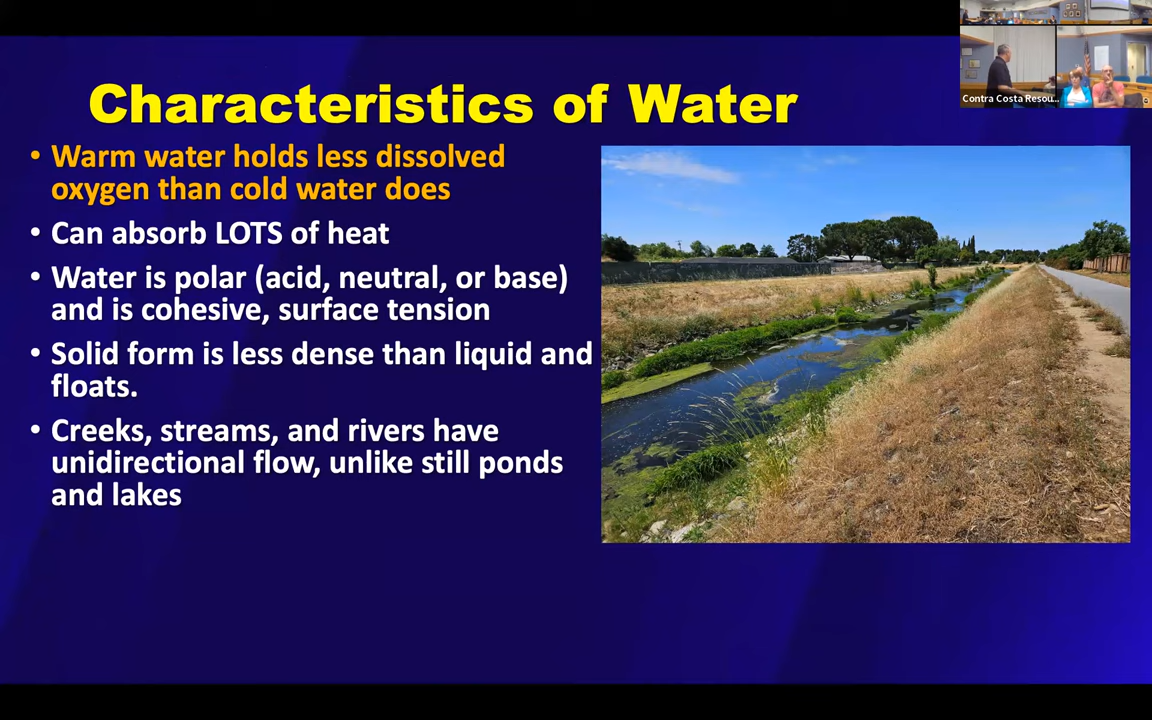 Characteristics of Water
• Warm water holds less dissolved
oxygen than cold water does
• Can absorb LOTS of heat
• Water is polar (acid, neutral, or base)
and is cohesive, surface tension
• Solid form is less dense than liquid and
floats.
• Creeks, streams, and rivers have
unidirectional flow, unlike still ponds
and lakes
Contra Costa Resou...